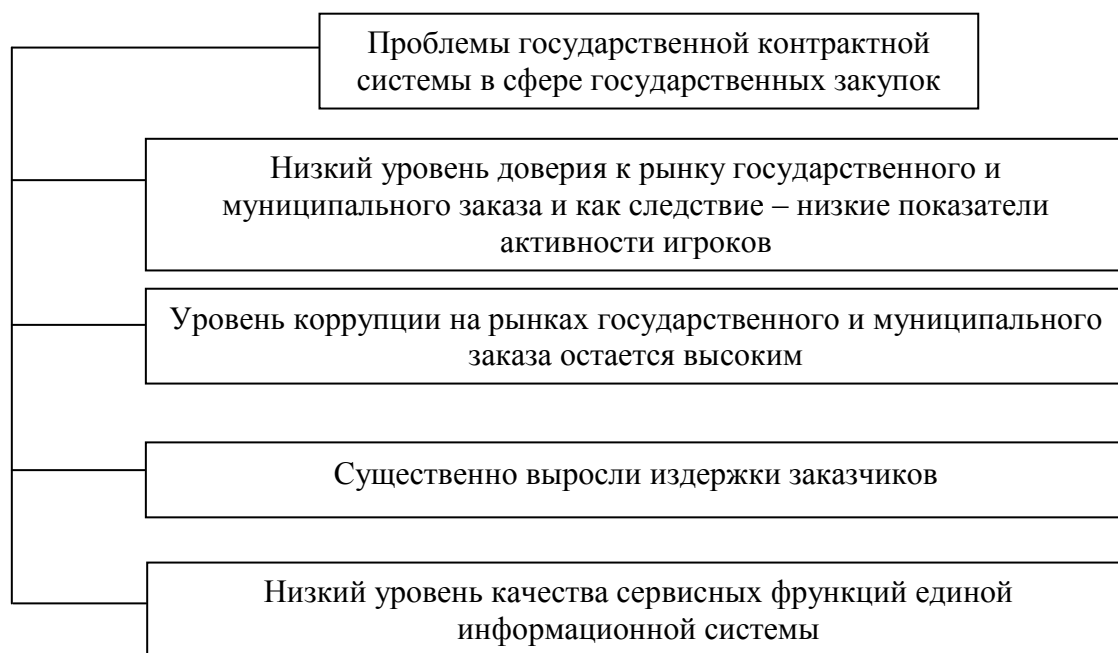 Проблемы государственной контрактной
системы в сфере государственных закупок
Низкий уровень доверия к рынку государственного и
муниципального заказа и как следствие – низкие показатели
активности игроков
Уровень коррупции на рынках государственного и муниципального
заказа остается высоким
Существенно выросли издержки заказчиков
Низкий уровень качества сервисных фрункций единой
информационной системы